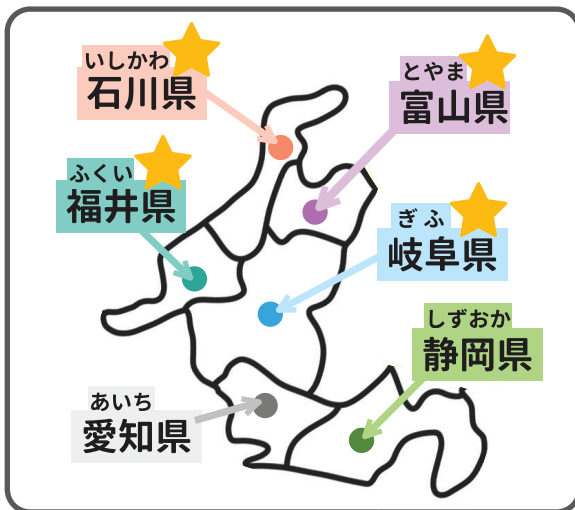 いしかわ
石川県
とやま
富山県
ふくい
福井県
ぎふ
岐阜県
しずおか
静岡県
あいち
愛知県